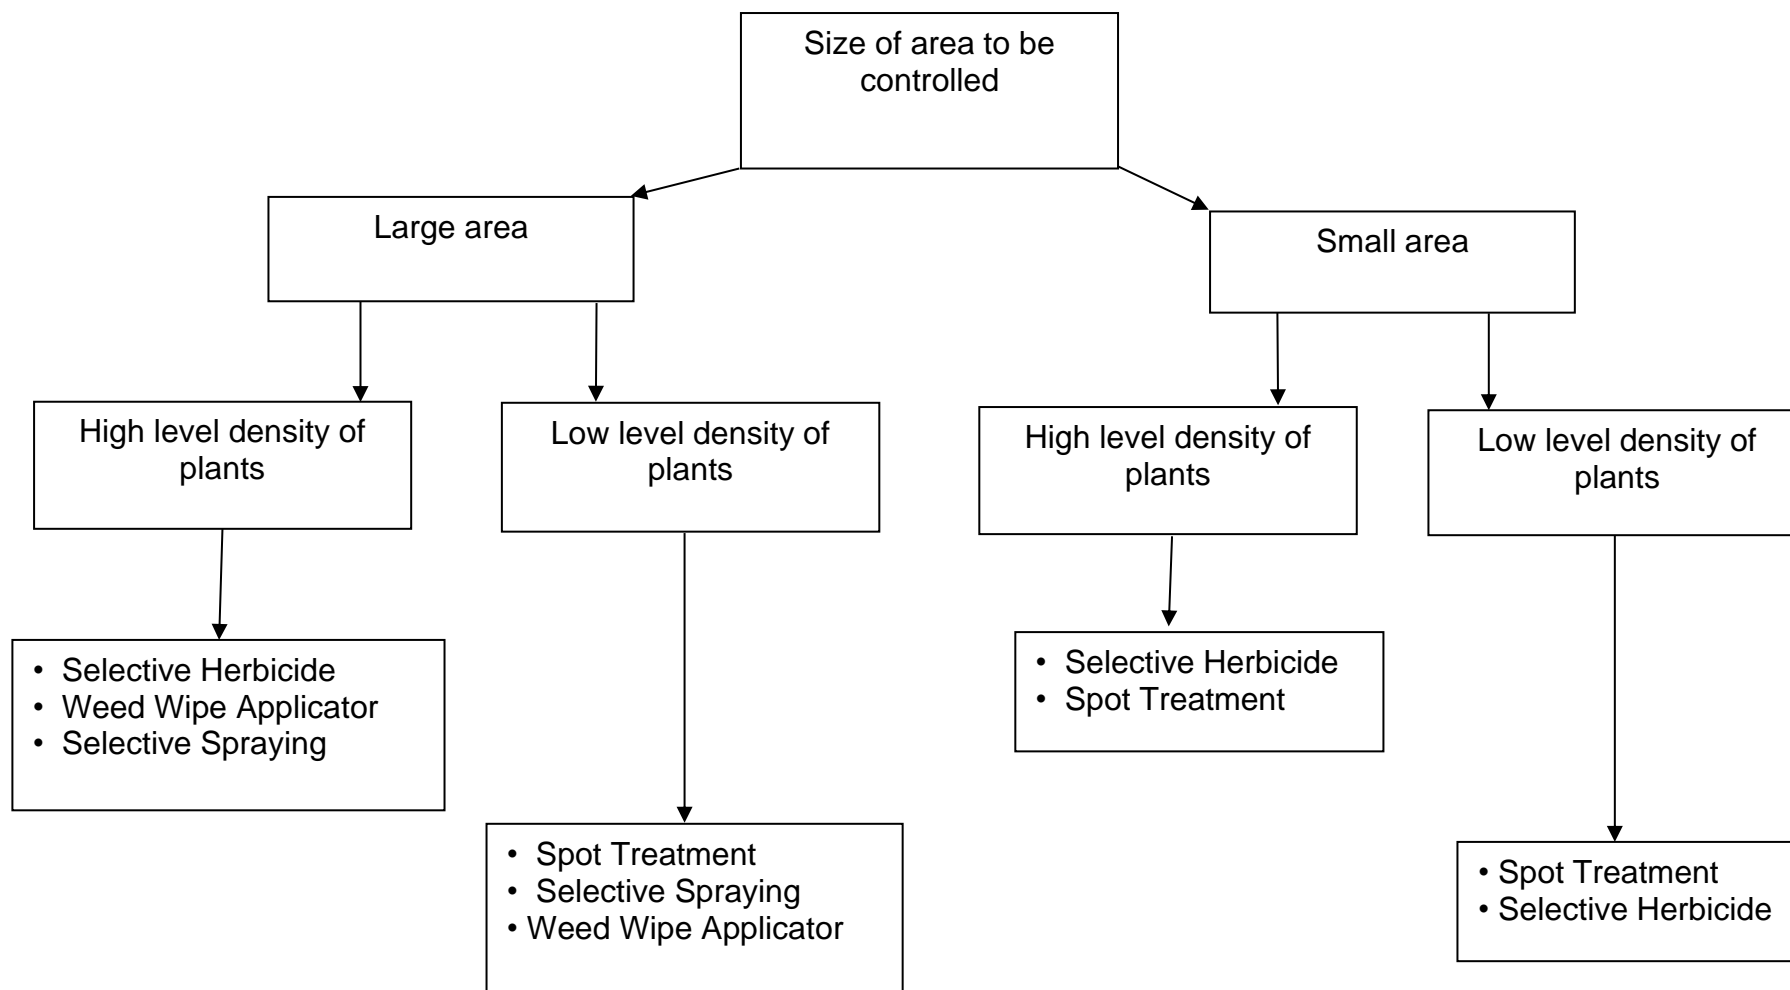 Size of area to be
controlled
Large area
Small area
High level density of
plants
Low level density of
plants
High level density of
plants
Low level density of
plants
• Selective Herbicide
• Weed Wipe Applicator
• Selective Spraying
• Selective Herbicide
• Spot Treatment
• Spot Treatment
• Selective Spraying
• Weed Wipe Applicator
• Spot Treatment
• Selective Herbicide